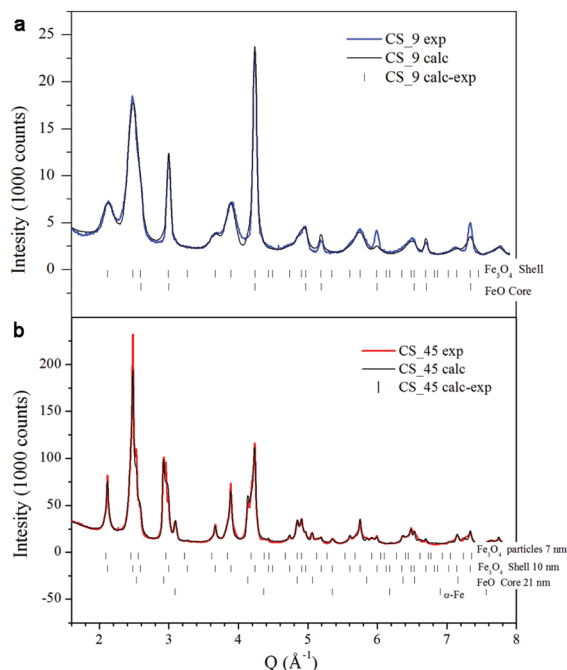 a
25
20
15
10
5
0
Intesity (1000 counts)
CS_9 exp
CS_9 calc
CS_9 calc-exp
Fe₃O₄ Shell
FeO Core
b
200
150
100
50
0
-50
Intesity (1000 counts)
CS_45 exp
CS_45 calc
CS_45 calc-exp
Fe₃O₄ particles 7 nm
Fe₃O₄ Shell 10 nm
FeO Core 21 nm
α-Fe
2 3 4 5 6 7 8
Q (Å⁻¹)